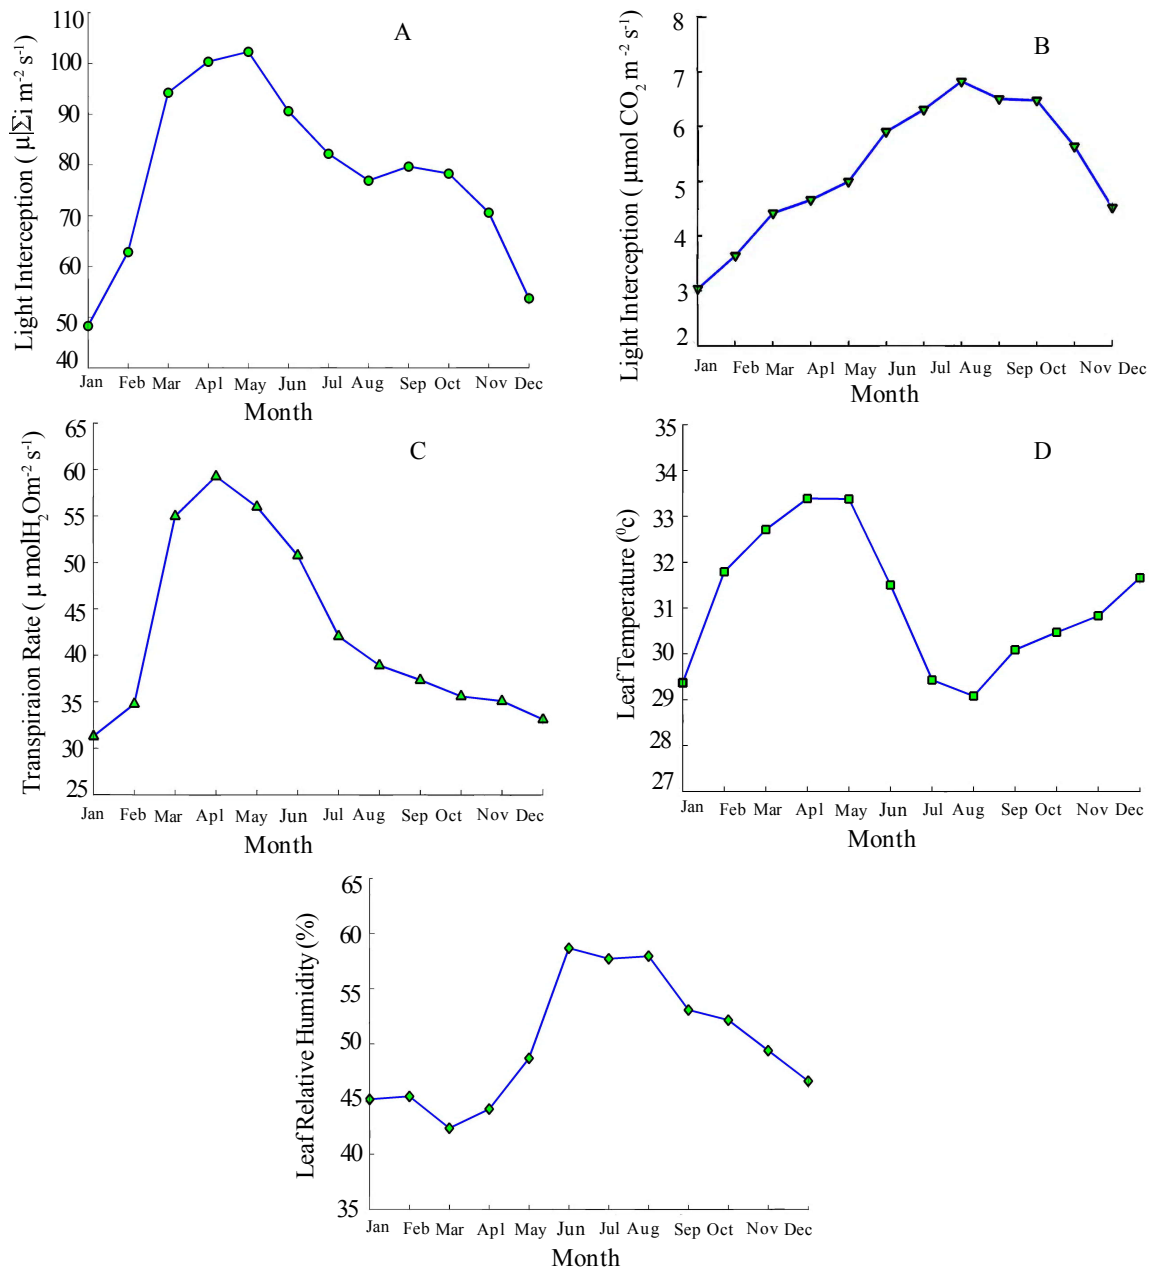 A
Light Interception ( μ|Σi m⁻² s⁻¹)
110
100
90
80
70
60
50
40
Jan Feb Mar Apl May Jun Jul Aug Sep Oct Nov Dec
Month
B
Light Interception ( μmol CO₂ m⁻² s⁻¹)
8
7
6
5
4
3
2
Jan Feb Mar Apl May Jun Jul Aug Sep Oct Nov Dec
Month
C
Transpiraion Rate ( μ molH₂Om⁻² s⁻¹)
65
60
55
50
45
40
35
30
25
Jan Feb Mar Apl May Jun Jul Aug Sep Oct Nov Dec
Month
D
Leaf Temperature (⁰c)
35
34
33
32
31
30
29
28
27
Jan Feb Mar Apl May Jun Jul Aug Sep Oct Nov Dec
Month
Leaf Relative Humidity (%)
65
60
55
50
45
40
35
Jan Feb Mar Apl May Jun Jul Aug Sep Oct Nov Dec
Month